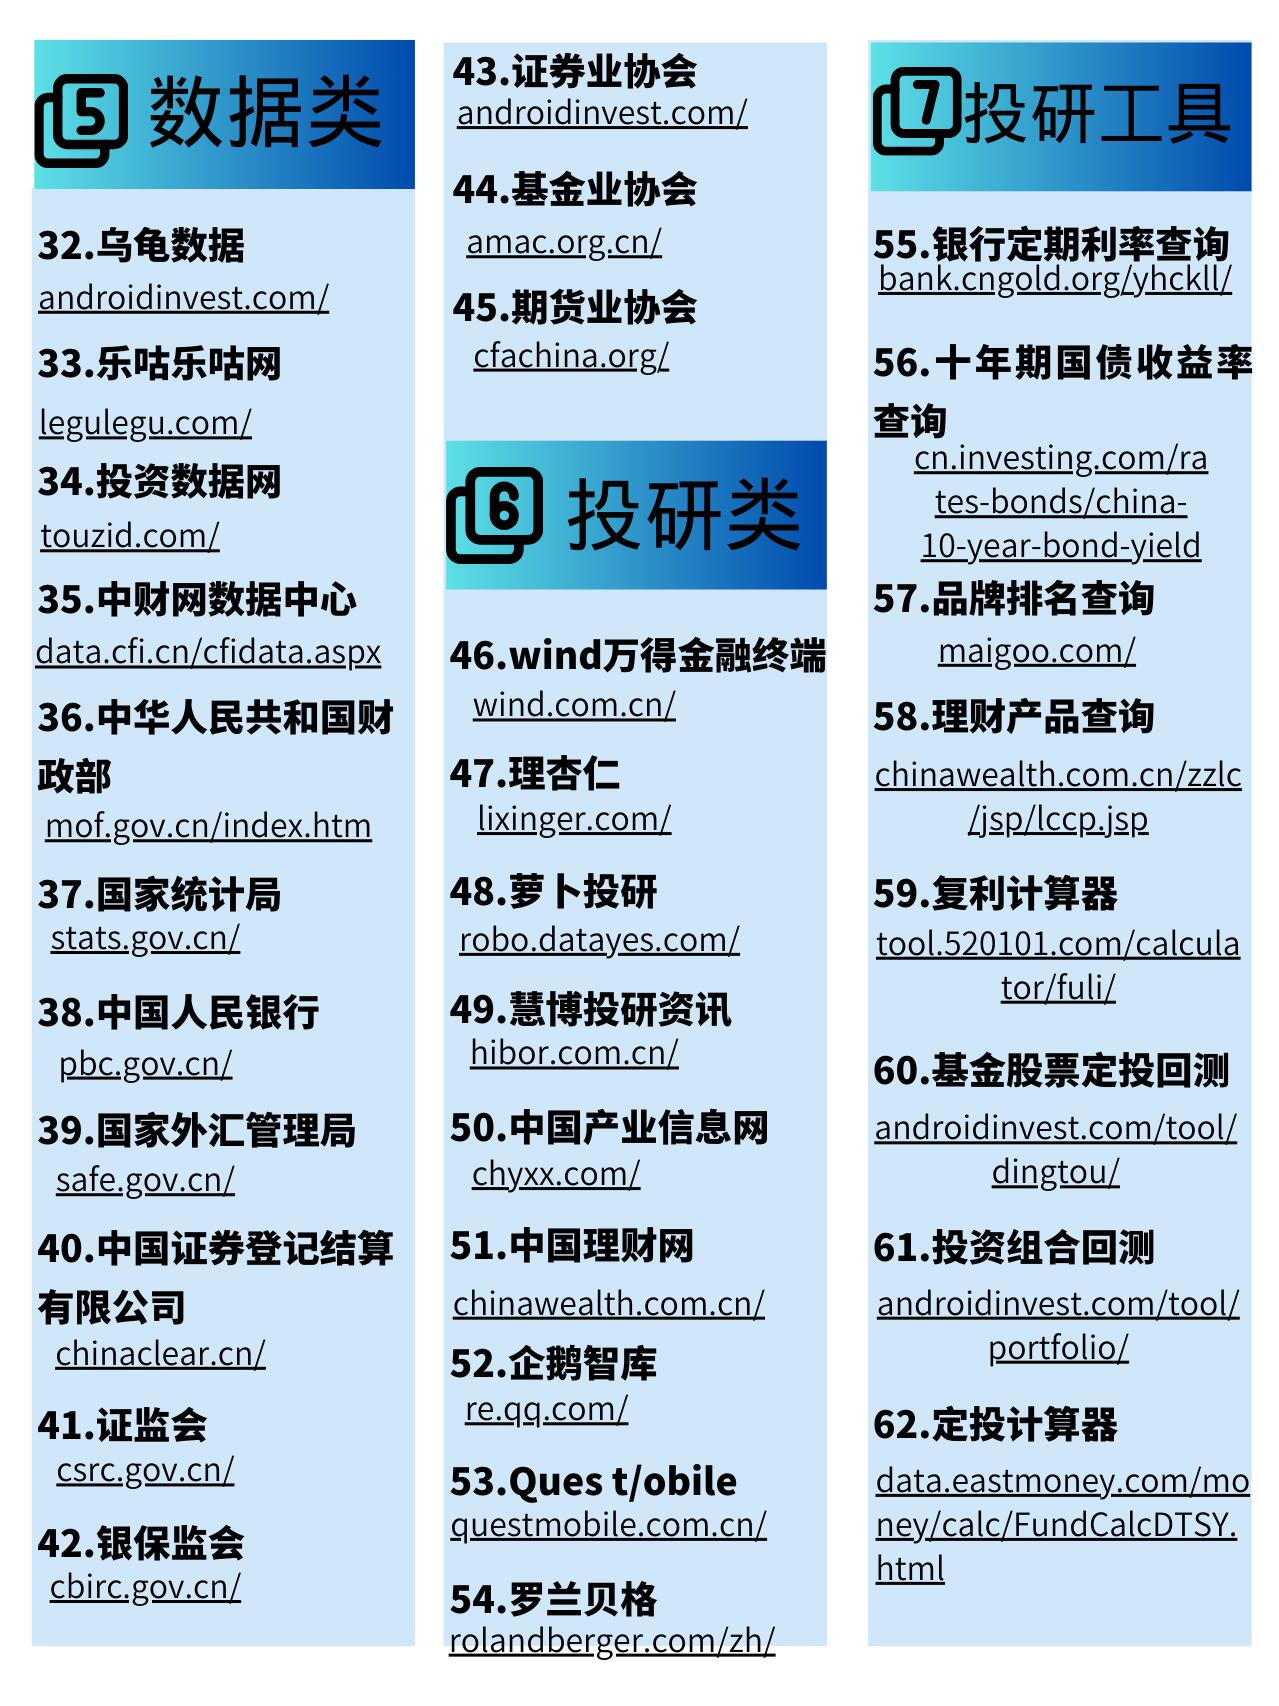 5 数据类
32.乌龟数据
androidinvest.com/
33.乐咕乐咕网
legulegu.com/
34.投资数据网
touzid.com/
35.中财网数据中心
data.cfi.cn/cfidata.aspx
36.中华人民共和国财
政部
mof.gov.cn/index.htm
37.国家统计局
stats.gov.cn/
38.中国人民银行
pbc.gov.cn/
39.国家外汇管理局
safe.gov.cn/
40.中国证券登记结算
有限公司
chinaclear.cn/
41.证监会
csrc.gov.cn/
42.银保监会
cbirc.gov.cn/
43.证券业协会
androidinvest.com/
44.基金业协会
amac.org.cn/
45.期货业协会
cfachina.org/
6 投研类
46.wind万得金融终端
wind.com.cn/
47.理杏仁
lixinger.com/
48.萝卜投研
robo.datayes.com/
49.慧博投研资讯
hibor.com.cn/
50.中国产业信息网
chyxx.com/
51.中国理财网
chinawealth.com.cn/
52.企鹅智库
re.qq.com/
53.Ques t/obile
questmobile.com.cn/
54.罗兰贝格
rolandberger.com/zh/
7 投研工具
55.银行定期利率查询
bank.cngold.org/yhckll/
56.十年期国债收益率
查询
cn.investing.com/ra
tes-bonds/china-
10-year-bond-yield
57.品牌排名查询
maigoo.com/
58.理财产品查询
chinawealth.com.cn/zzlc
/jsp/lccp.jsp
59.复利计算器
tool.520101.com/calcula
tor/fuli/
60.基金股票定投回测
androidinvest.com/tool/
dingtou/
61.投资组合回测
androidinvest.com/tool/
portfolio/
62.定投计算器
data.eastmoney.com/mo
ney/calc/FundCalcDTSY.
html